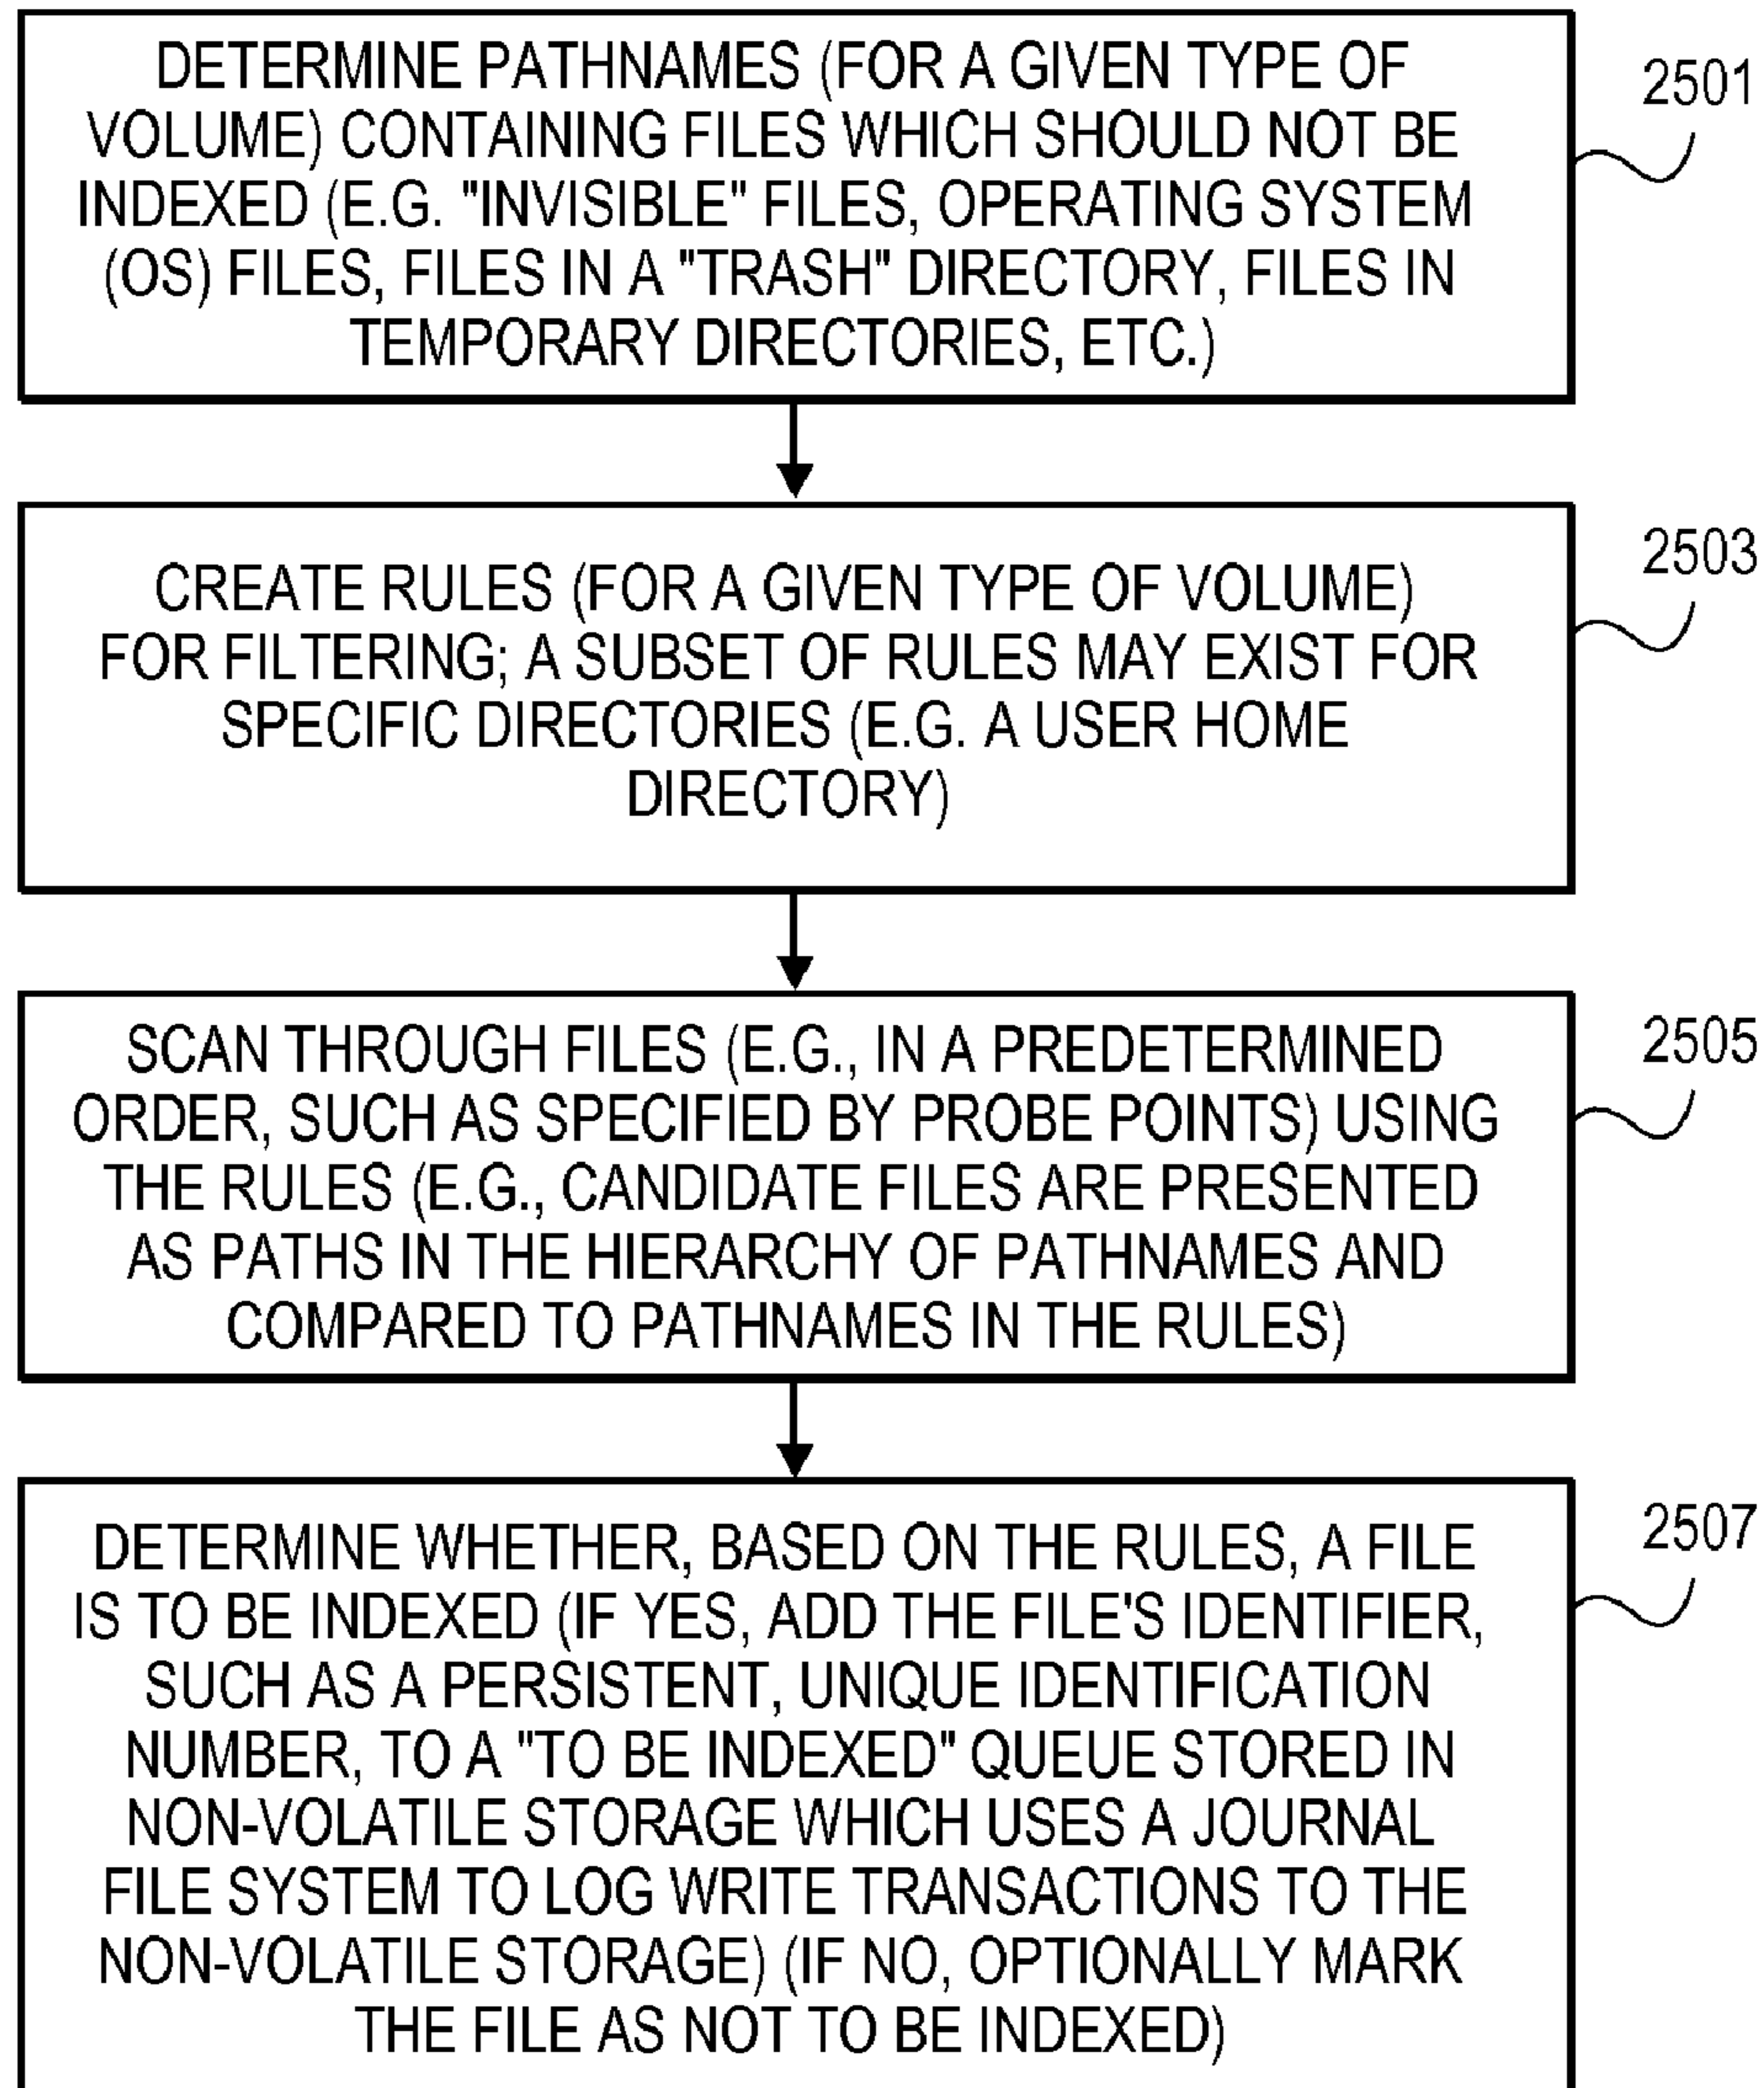 DETERMINE PATHNAMES (FOR A GIVEN TYPE OF
VOLUME) CONTAINING FILES WHICH SHOULD NOT BE
INDEXED (E.G. "INVISIBLE" FILES, OPERATING SYSTEM
(OS) FILES, FILES IN A "TRASH" DIRECTORY, FILES IN
TEMPORARY DIRECTORIES, ETC.)
2501
CREATE RULES (FOR A GIVEN TYPE OF VOLUME)
FOR FILTERING; A SUBSET OF RULES MAY EXIST FOR
SPECIFIC DIRECTORIES (E.G. A USER HOME
DIRECTORY)
2503
SCAN THROUGH FILES (E.G., IN A PREDETERMINED
ORDER, SUCH AS SPECIFIED BY PROBE POINTS) USING
THE RULES (E.G., CANDIDATE FILES ARE PRESENTED
AS PATHS IN THE HIERARCHY OF PATHNAMES AND
COMPARED TO PATHNAMES IN THE RULES)
2505
DETERMINE WHETHER, BASED ON THE RULES, A FILE
IS TO BE INDEXED (IF YES, ADD THE FILE'S IDENTIFIER,
SUCH AS A PERSISTENT, UNIQUE IDENTIFICATION
NUMBER, TO A "TO BE INDEXED" QUEUE STORED IN
NON-VOLATILE STORAGE WHICH USES A JOURNAL
FILE SYSTEM TO LOG WRITE TRANSACTIONS TO THE
NON-VOLATILE STORAGE) (IF NO, OPTIONALLY MARK
THE FILE AS NOT TO BE INDEXED)
2507